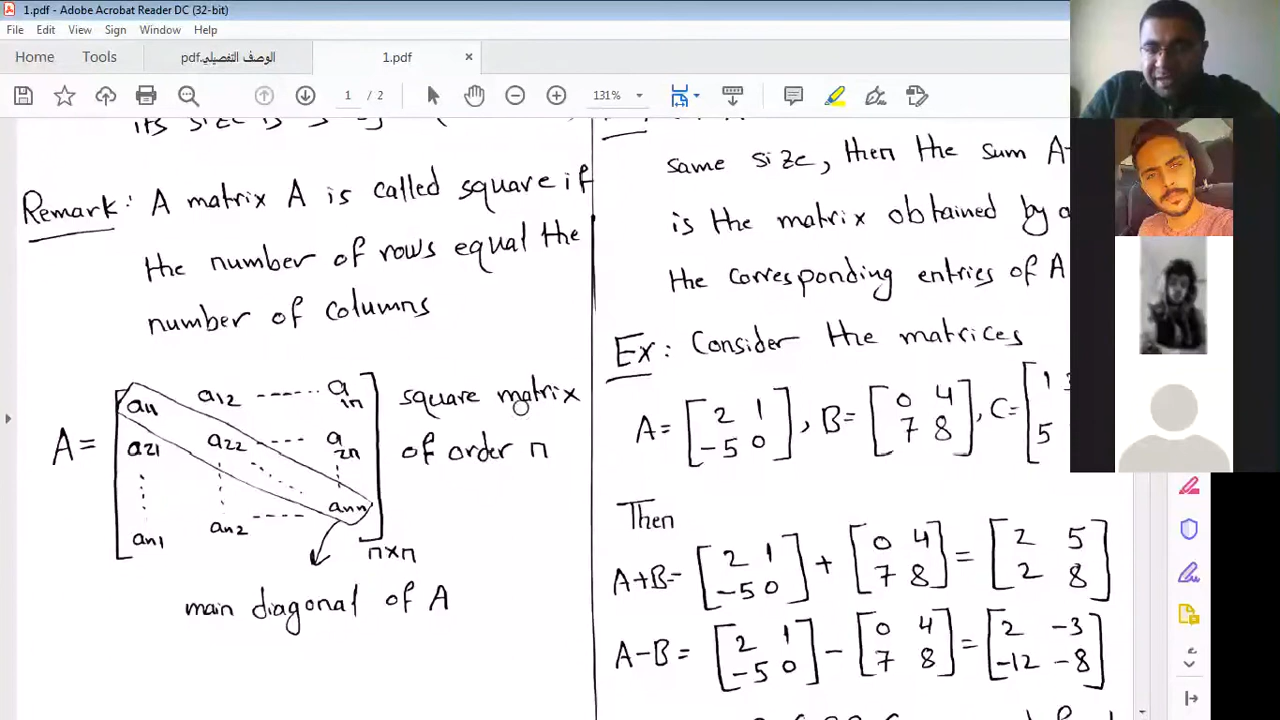 1.pdf - Adobe Acrobat Reader DC (32-bit)
File Edit View Sign Window Help
Home Tools الوصف التفصيلي.pdf 1.pdf ×
1 / 2 131%
its size is
Remark: A matrix A is called square if
the number of rows equal the
number of columns
A = [ a11 a12 ------ a1n
a21 a22 --- a2n
an1 an2 ---- ann ] n×n
square matrix
of order n
main diagonal of A
same size, then the sum A
is the matrix obtained by a
the corresponding entries of A
Ex: Consider the matrices
A = [ 2 1
-5 0 ] , B = [ 0 4
7 8 ] , C = [ 1
5
Then
A+B = [ 2 1
-5 0 ] + [ 0 4
7 8 ] = [ 2 5
2 8 ]
A-B = [ 2 1
-5 0 ] - [ 0 4
7 8 ] = [ 2 -3
-12 -8 ]